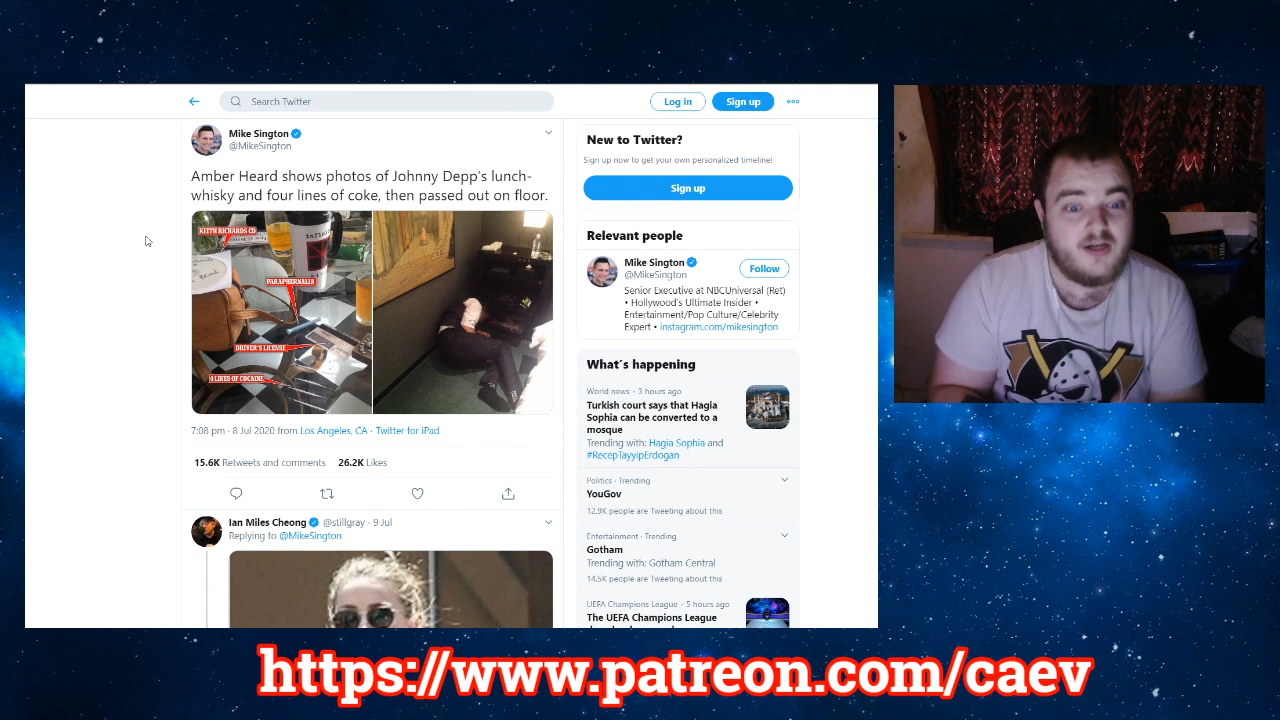 Search Twitter
Log in
Sign up
Mike Sington
@MikeSington
Amber Heard shows photos of Johnny Depp's lunch-
whisky and four lines of coke, then passed out on floor.
KEITH RICHARDS CD
PARAPHERNALIA
DRIVER'S LICENSE
4 LINES OF COCAINE
7:08 pm · 8 Jul 2020 from Los Angeles, CA · Twitter for iPad
15.6K Retweets and comments 26.2K Likes
Ian Miles Cheong @stillgray · 9 Jul
Replying to @MikeSington
New to Twitter?
Sign up now to get your own personalized timeline!
Sign up
Relevant people
Mike Sington
@MikeSington
Follow
Senior Executive at NBCUniversal (Ret)
• Hollywood's Ultimate Insider •
Entertainment/Pop Culture/Celebrity
Expert • instagram.com/mikesington
What's happening
World news · 3 hours ago
Turkish court says that Hagia
Sophia can be converted to a
mosque
Trending with: Hagia Sophia and
#RecepTayyipErdogan
Politics · Trending
YouGov
12.9K people are Tweeting about this
Entertainment · Trending
Gotham
Trending with: Gotham Central
14.5K people are Tweeting about this
UEFA Champions League · 5 hours ago
The UEFA Champions League
https://www.patreon.com/caev